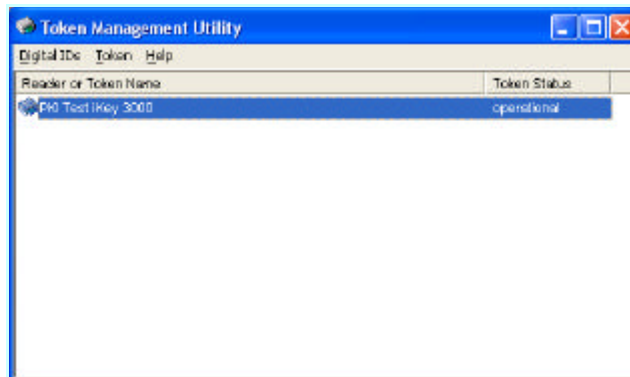 Token Management Utility
Digital IDs Token Help
Reader or Token Name Token Status
PKI Test iKey 3000 operational